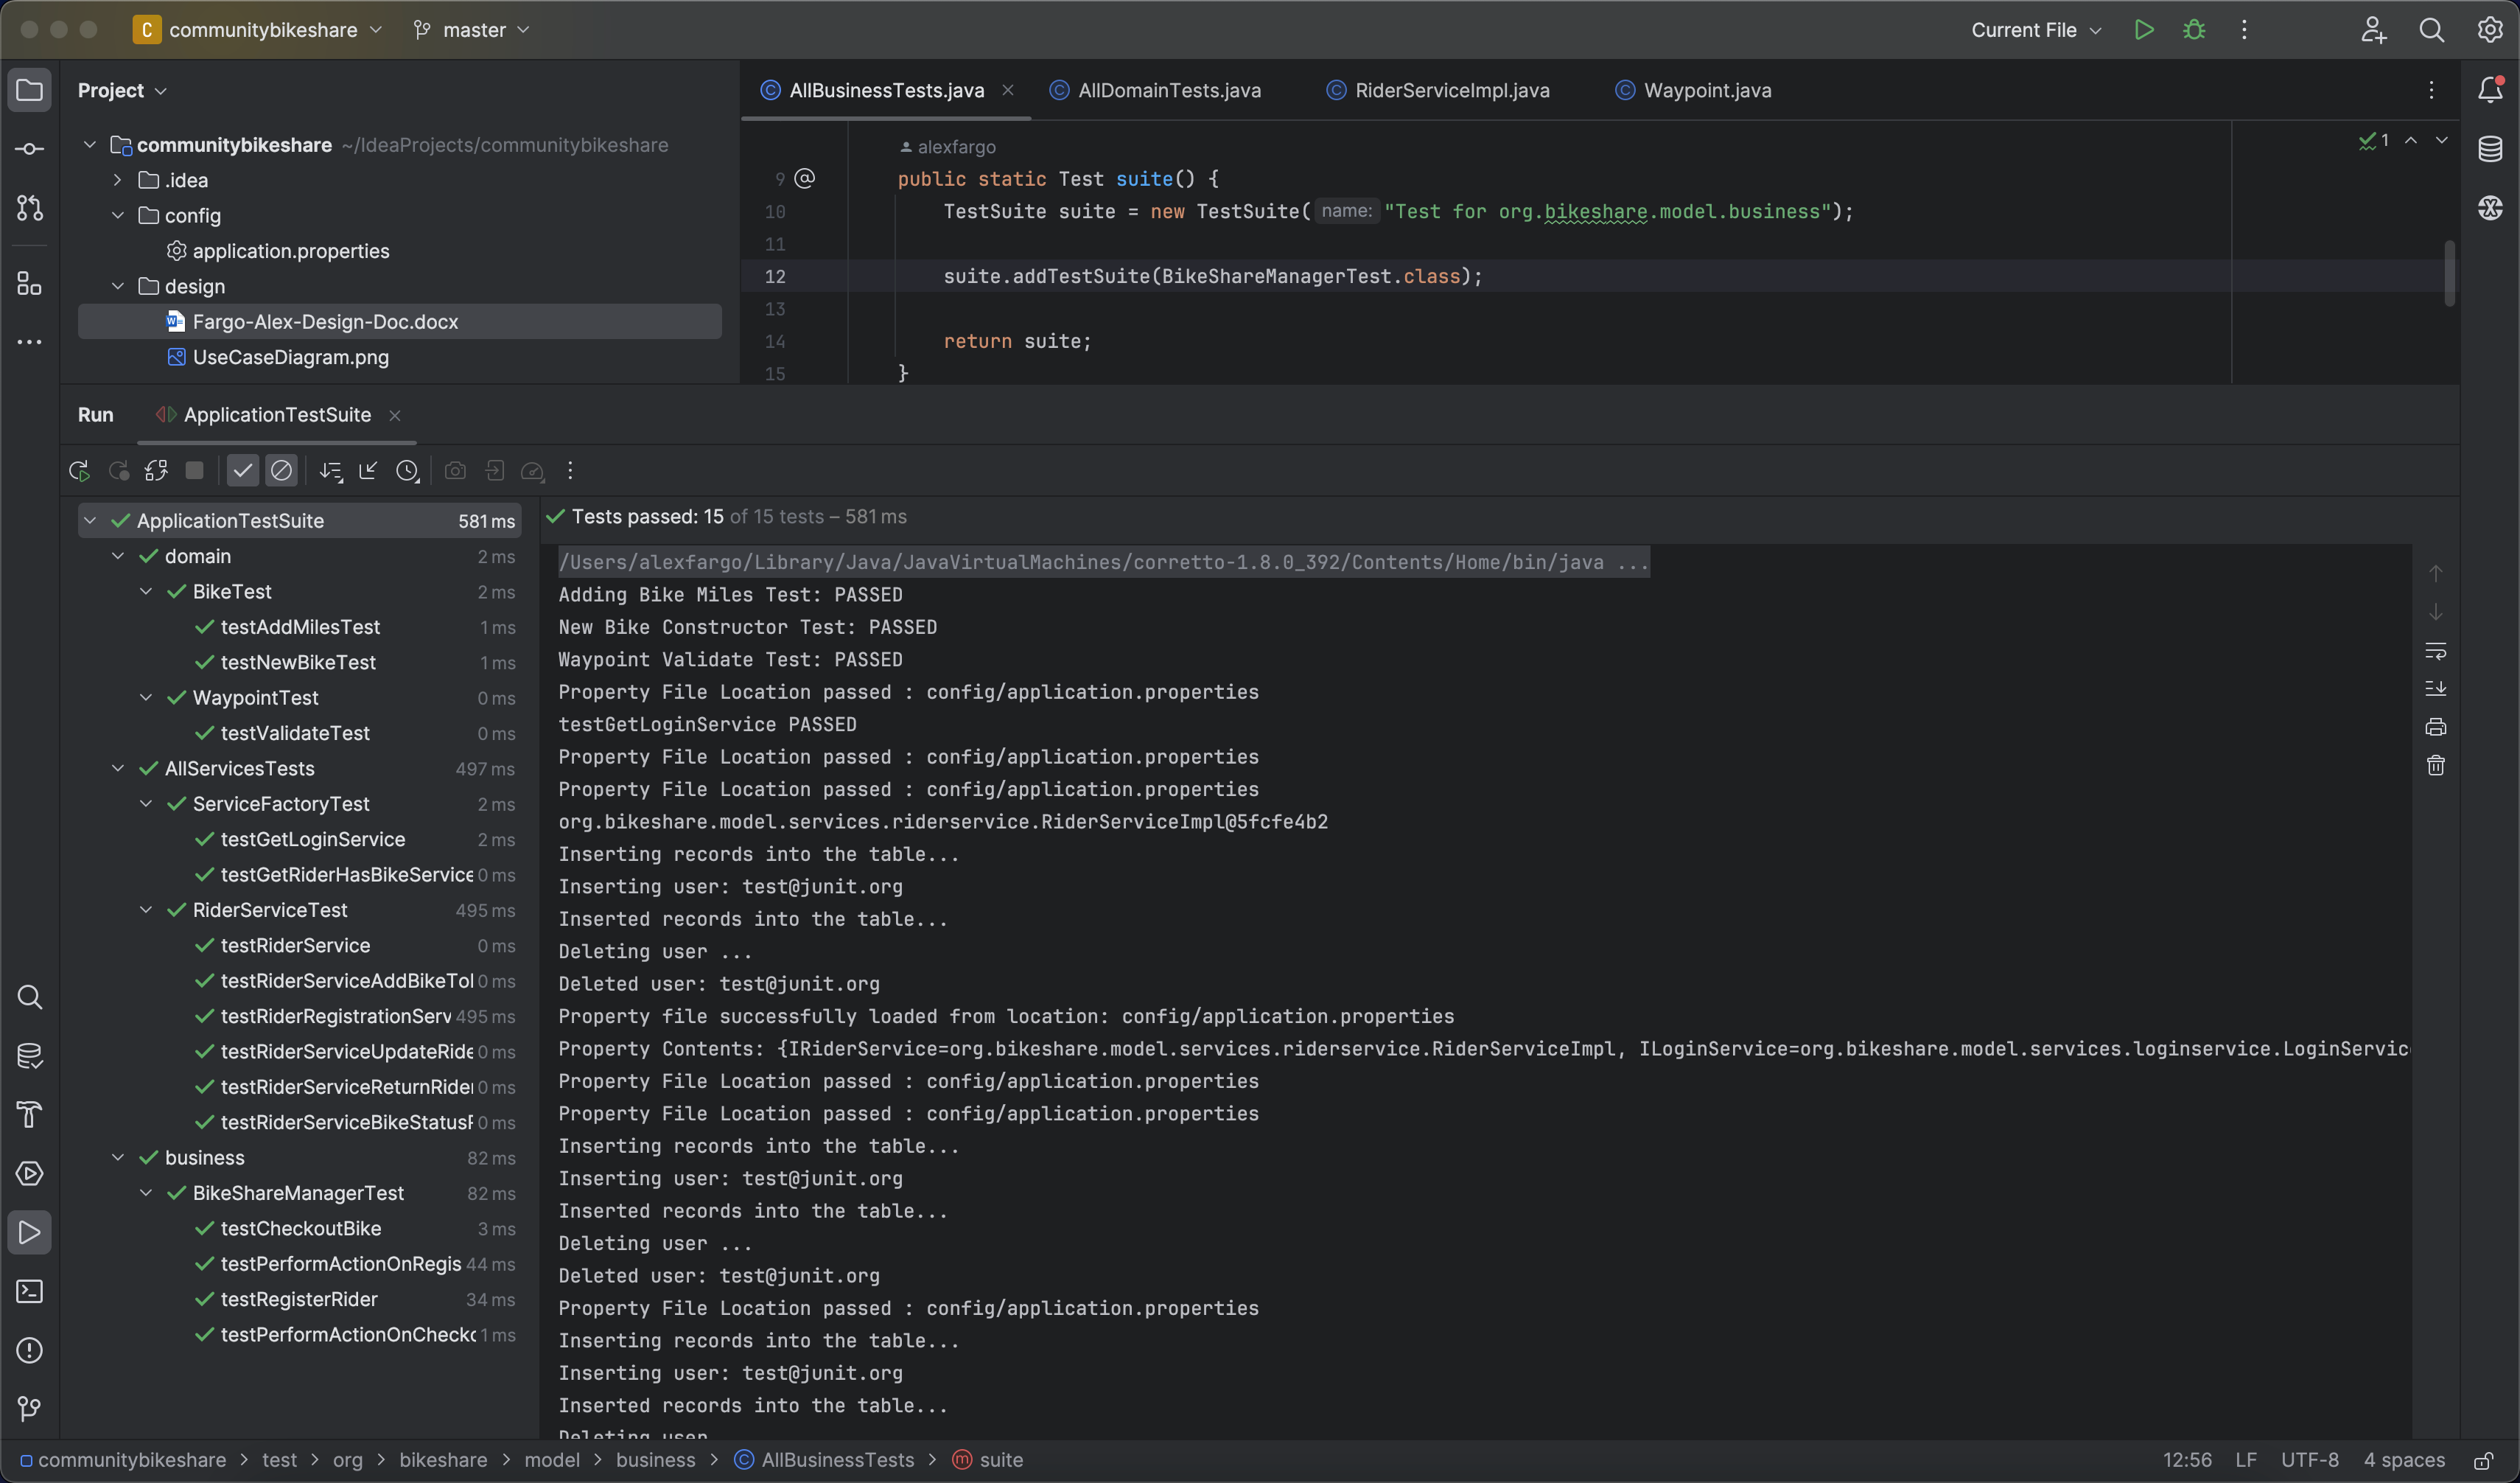 C communitybikeshare master Current File
Project
AllBusinessTests.java AllDomainTests.java RiderServiceImpl.java Waypoint.java
communitybikeshare ~/IdeaProjects/communitybikeshare
.idea
config
application.properties
design
Fargo-Alex-Design-Doc.docx
UseCaseDiagram.png
alexfargo
9 @ public static Test suite() {
10 TestSuite suite = new TestSuite( name: "Test for org.bikeshare.model.business");
11
12 suite.addTestSuite(BikeShareManagerTest.class);
13
14 return suite;
15 }
1
Run ApplicationTestSuite
ApplicationTestSuite 581 ms
domain 2 ms
BikeTest 2 ms
testAddMilesTest 1 ms
testNewBikeTest 1 ms
WaypointTest 0 ms
testValidateTest 0 ms
AllServicesTests 497 ms
ServiceFactoryTest 2 ms
testGetLoginService 2 ms
testGetRiderHasBikeService 0 ms
RiderServiceTest 495 ms
testRiderService 0 ms
testRiderServiceAddBikeTo 0 ms
testRiderRegistrationServ 495 ms
testRiderServiceUpdateRide 0 ms
testRiderServiceReturnRide 0 ms
testRiderServiceBikeStatus 0 ms
business 82 ms
BikeShareManagerTest 82 ms
testCheckoutBike 3 ms
testPerformActionOnRegis 44 ms
testRegisterRider 34 ms
testPerformActionOnCheck 1 ms
Tests passed: 15 of 15 tests – 581 ms
/Users/alexfargo/Library/Java/JavaVirtualMachines/corretto-1.8.0_392/Contents/Home/bin/java ...
Adding Bike Miles Test: PASSED
New Bike Constructor Test: PASSED
Waypoint Validate Test: PASSED
Property File Location passed : config/application.properties
testGetLoginService PASSED
Property File Location passed : config/application.properties
Property File Location passed : config/application.properties
org.bikeshare.model.services.riderservice.RiderServiceImpl@5fcfe4b2
Inserting records into the table...
Inserting user: test@junit.org
Inserted records into the table...
Deleting user ...
Deleted user: test@junit.org
Property file successfully loaded from location: config/application.properties
Property Contents: {IRiderService=org.bikeshare.model.services.riderservice.RiderServiceImpl, ILoginService=org.bikeshare.model.services.loginservice.LoginServic
Property File Location passed : config/application.properties
Property File Location passed : config/application.properties
Inserting records into the table...
Inserting user: test@junit.org
Inserted records into the table...
Deleting user ...
Deleted user: test@junit.org
Property File Location passed : config/application.properties
Inserting records into the table...
Inserting user: test@junit.org
Inserted records into the table...
Deleting user
communitybikeshare > test > org > bikeshare > model > business > AllBusinessTests > suite
12:56 LF UTF-8 4 spaces